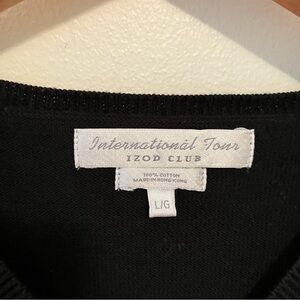 International Tour
IZOD CLUB
100% COTTON
MADE IN HONG KONG
L/G